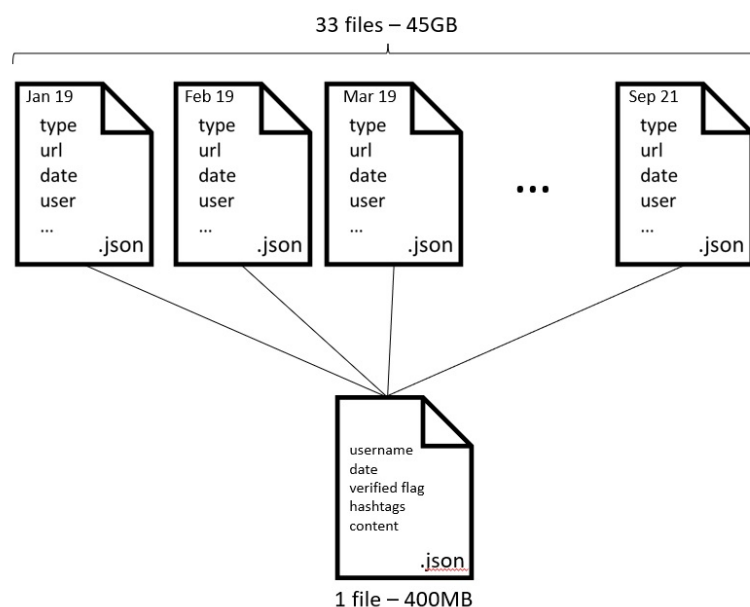 33 files – 45GB
Jan 19
type
url
date
user
...
.json
Feb 19
type
url
date
user
...
.json
Mar 19
type
url
date
user
...
.json
...
Sep 21
type
url
date
user
...
.json
username
date
verified flag
hashtags
content
.json
1 file – 400MB